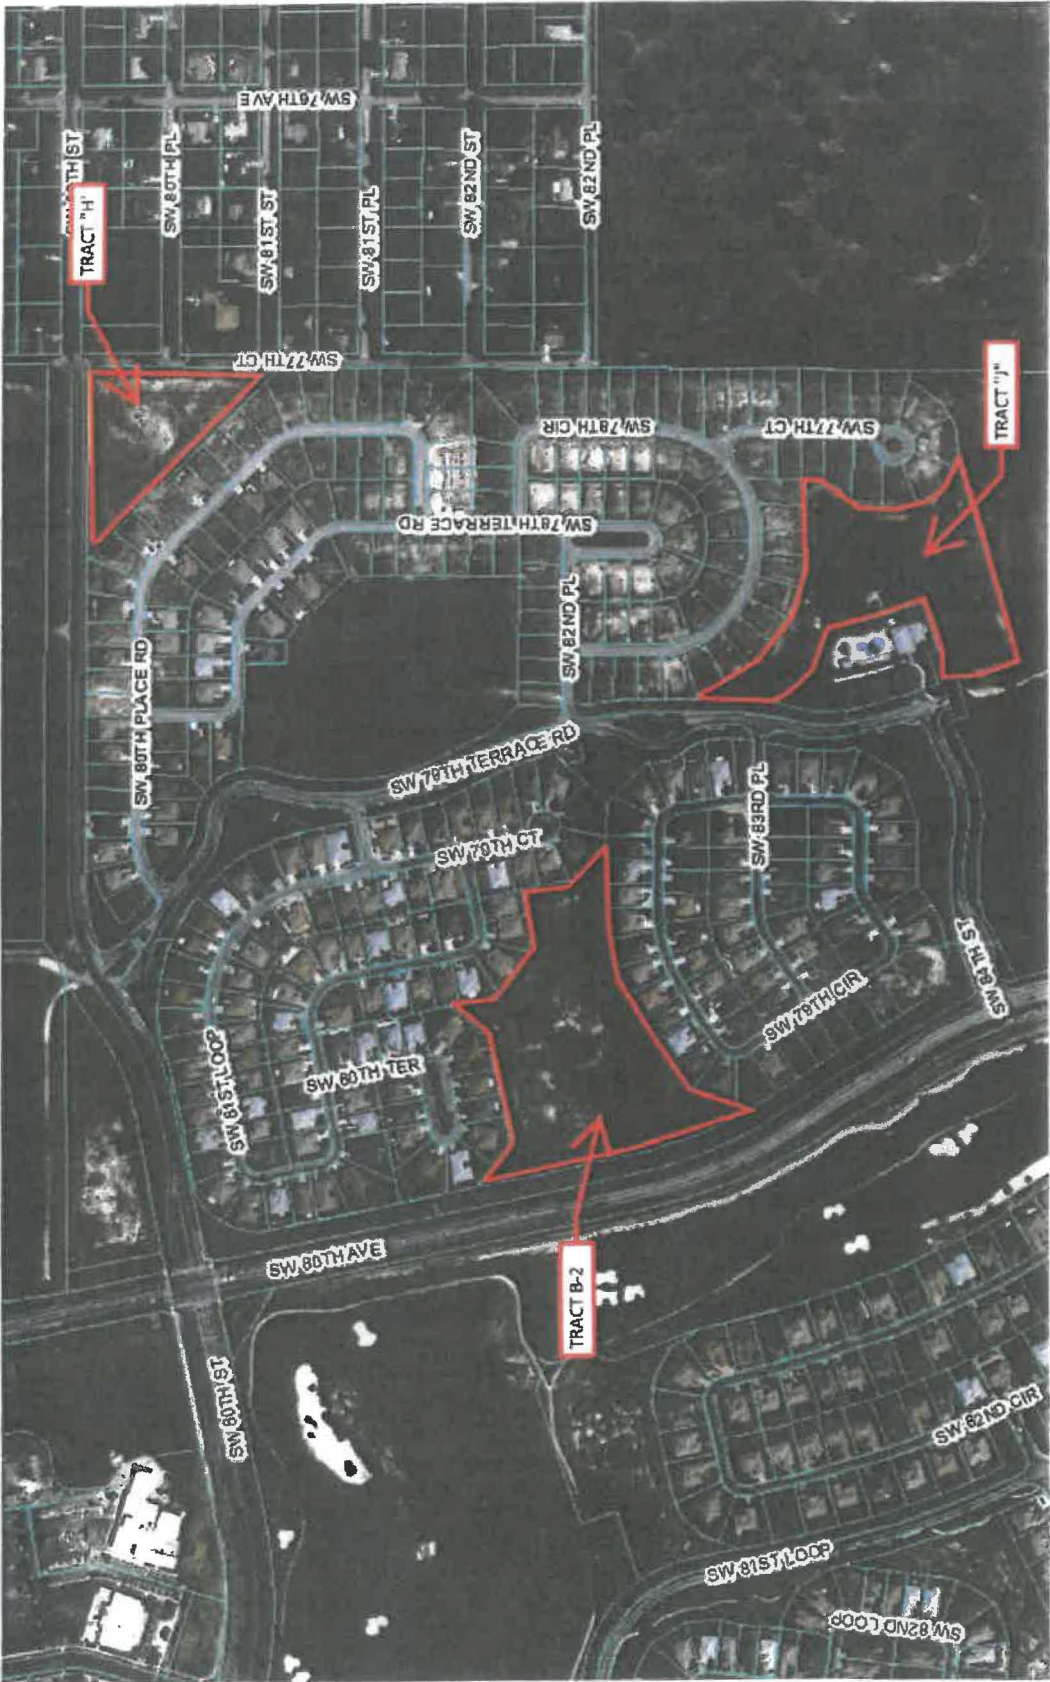 SW 76TH AVE
SW 80TH ST
SW 80TH PL
SW 81ST ST
SW 81ST PL
SW 82ND ST
SW 82ND PL
TRACT "H"
SW 77TH CT
TRACT "J"
SW 78TH CIR
SW 77TH CT
SW 78TH TERRACE RD
SW 82ND PL
SW 80TH PLACE RD
SW 79TH TERRACE RD
SW 79TH CT
SW 83RD PL
SW 84TH ST
SW 79TH CIR
SW 81ST LOOP
SW 80TH TER
SW 80TH AVE
TRACT B-2
SW 80TH ST
SW 82ND CIR
SW 81ST LOOP
SW 82ND LOOP